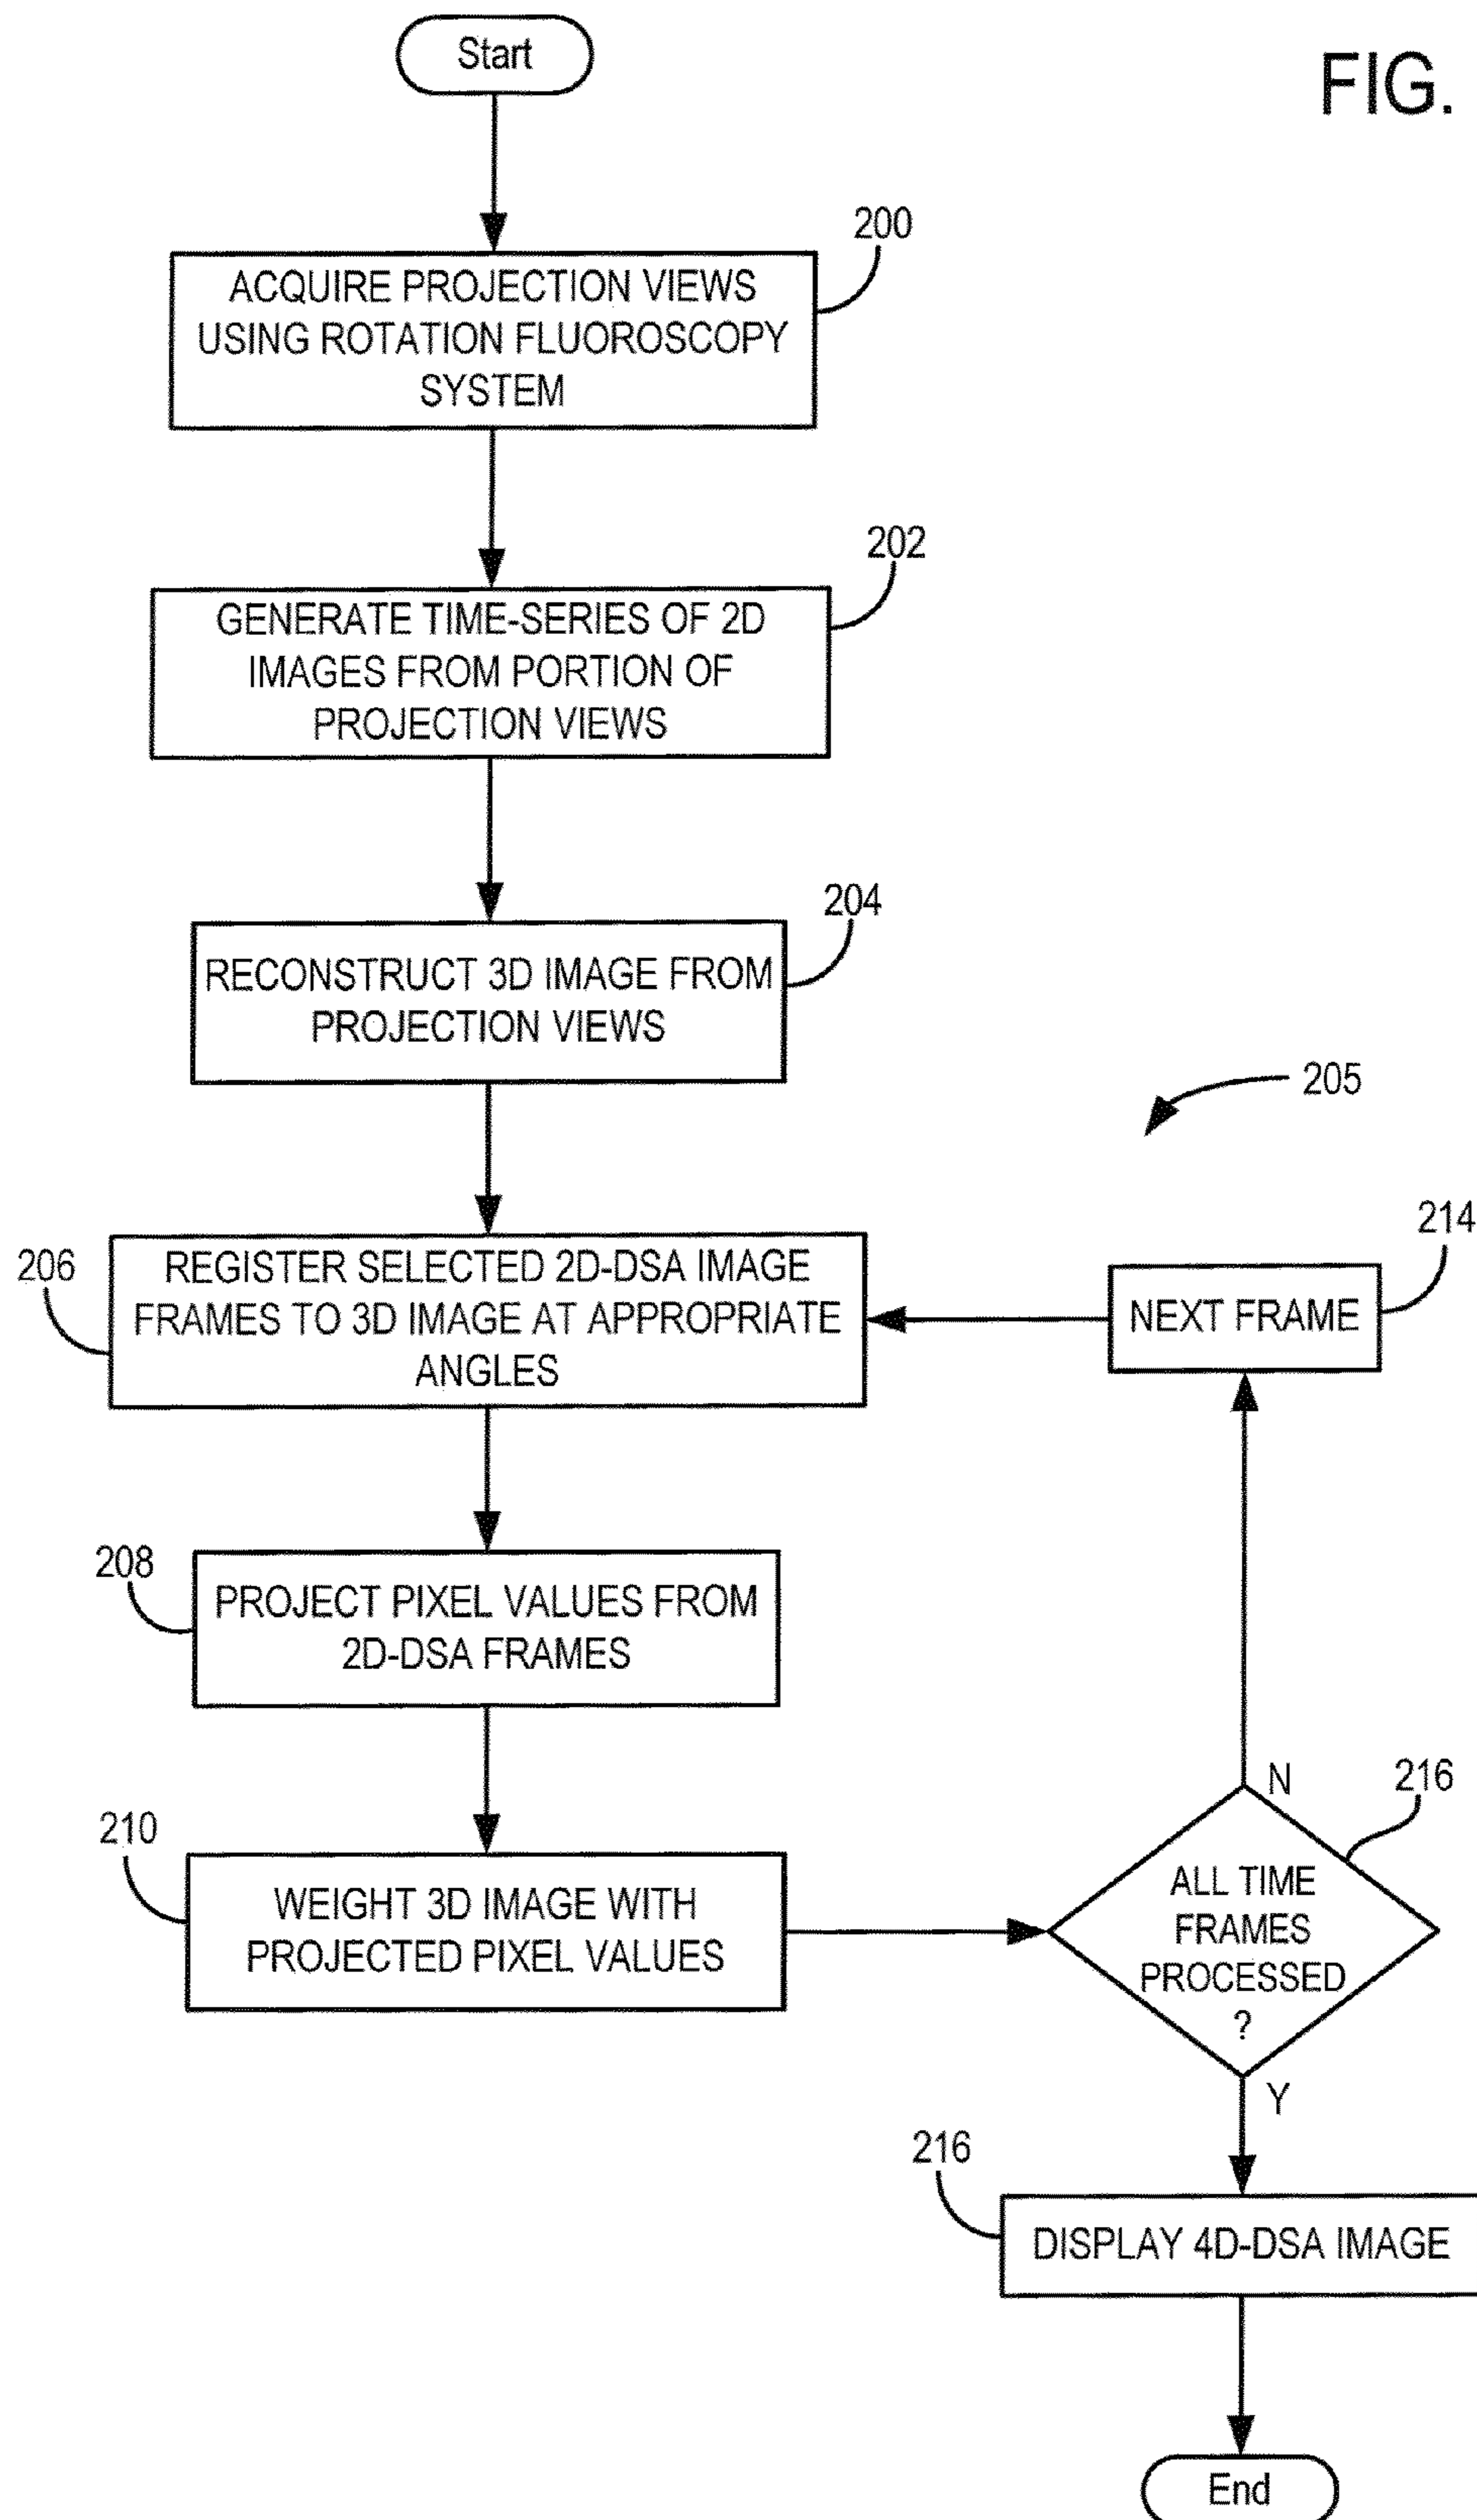 Start
FIG.
200
ACQUIRE PROJECTION VIEWS
USING ROTATION FLUOROSCOPY
SYSTEM
202
GENERATE TIME-SERIES OF 2D
IMAGES FROM PORTION OF
PROJECTION VIEWS
204
RECONSTRUCT 3D IMAGE FROM
PROJECTION VIEWS
205
206
REGISTER SELECTED 2D-DSA IMAGE
FRAMES TO 3D IMAGE AT APPROPRIATE
ANGLES
214
NEXT FRAME
208
PROJECT PIXEL VALUES FROM
2D-DSA FRAMES
210
WEIGHT 3D IMAGE WITH
PROJECTED PIXEL VALUES
N
216
ALL TIME
FRAMES
PROCESSED
?
Y
216
DISPLAY 4D-DSA IMAGE
End